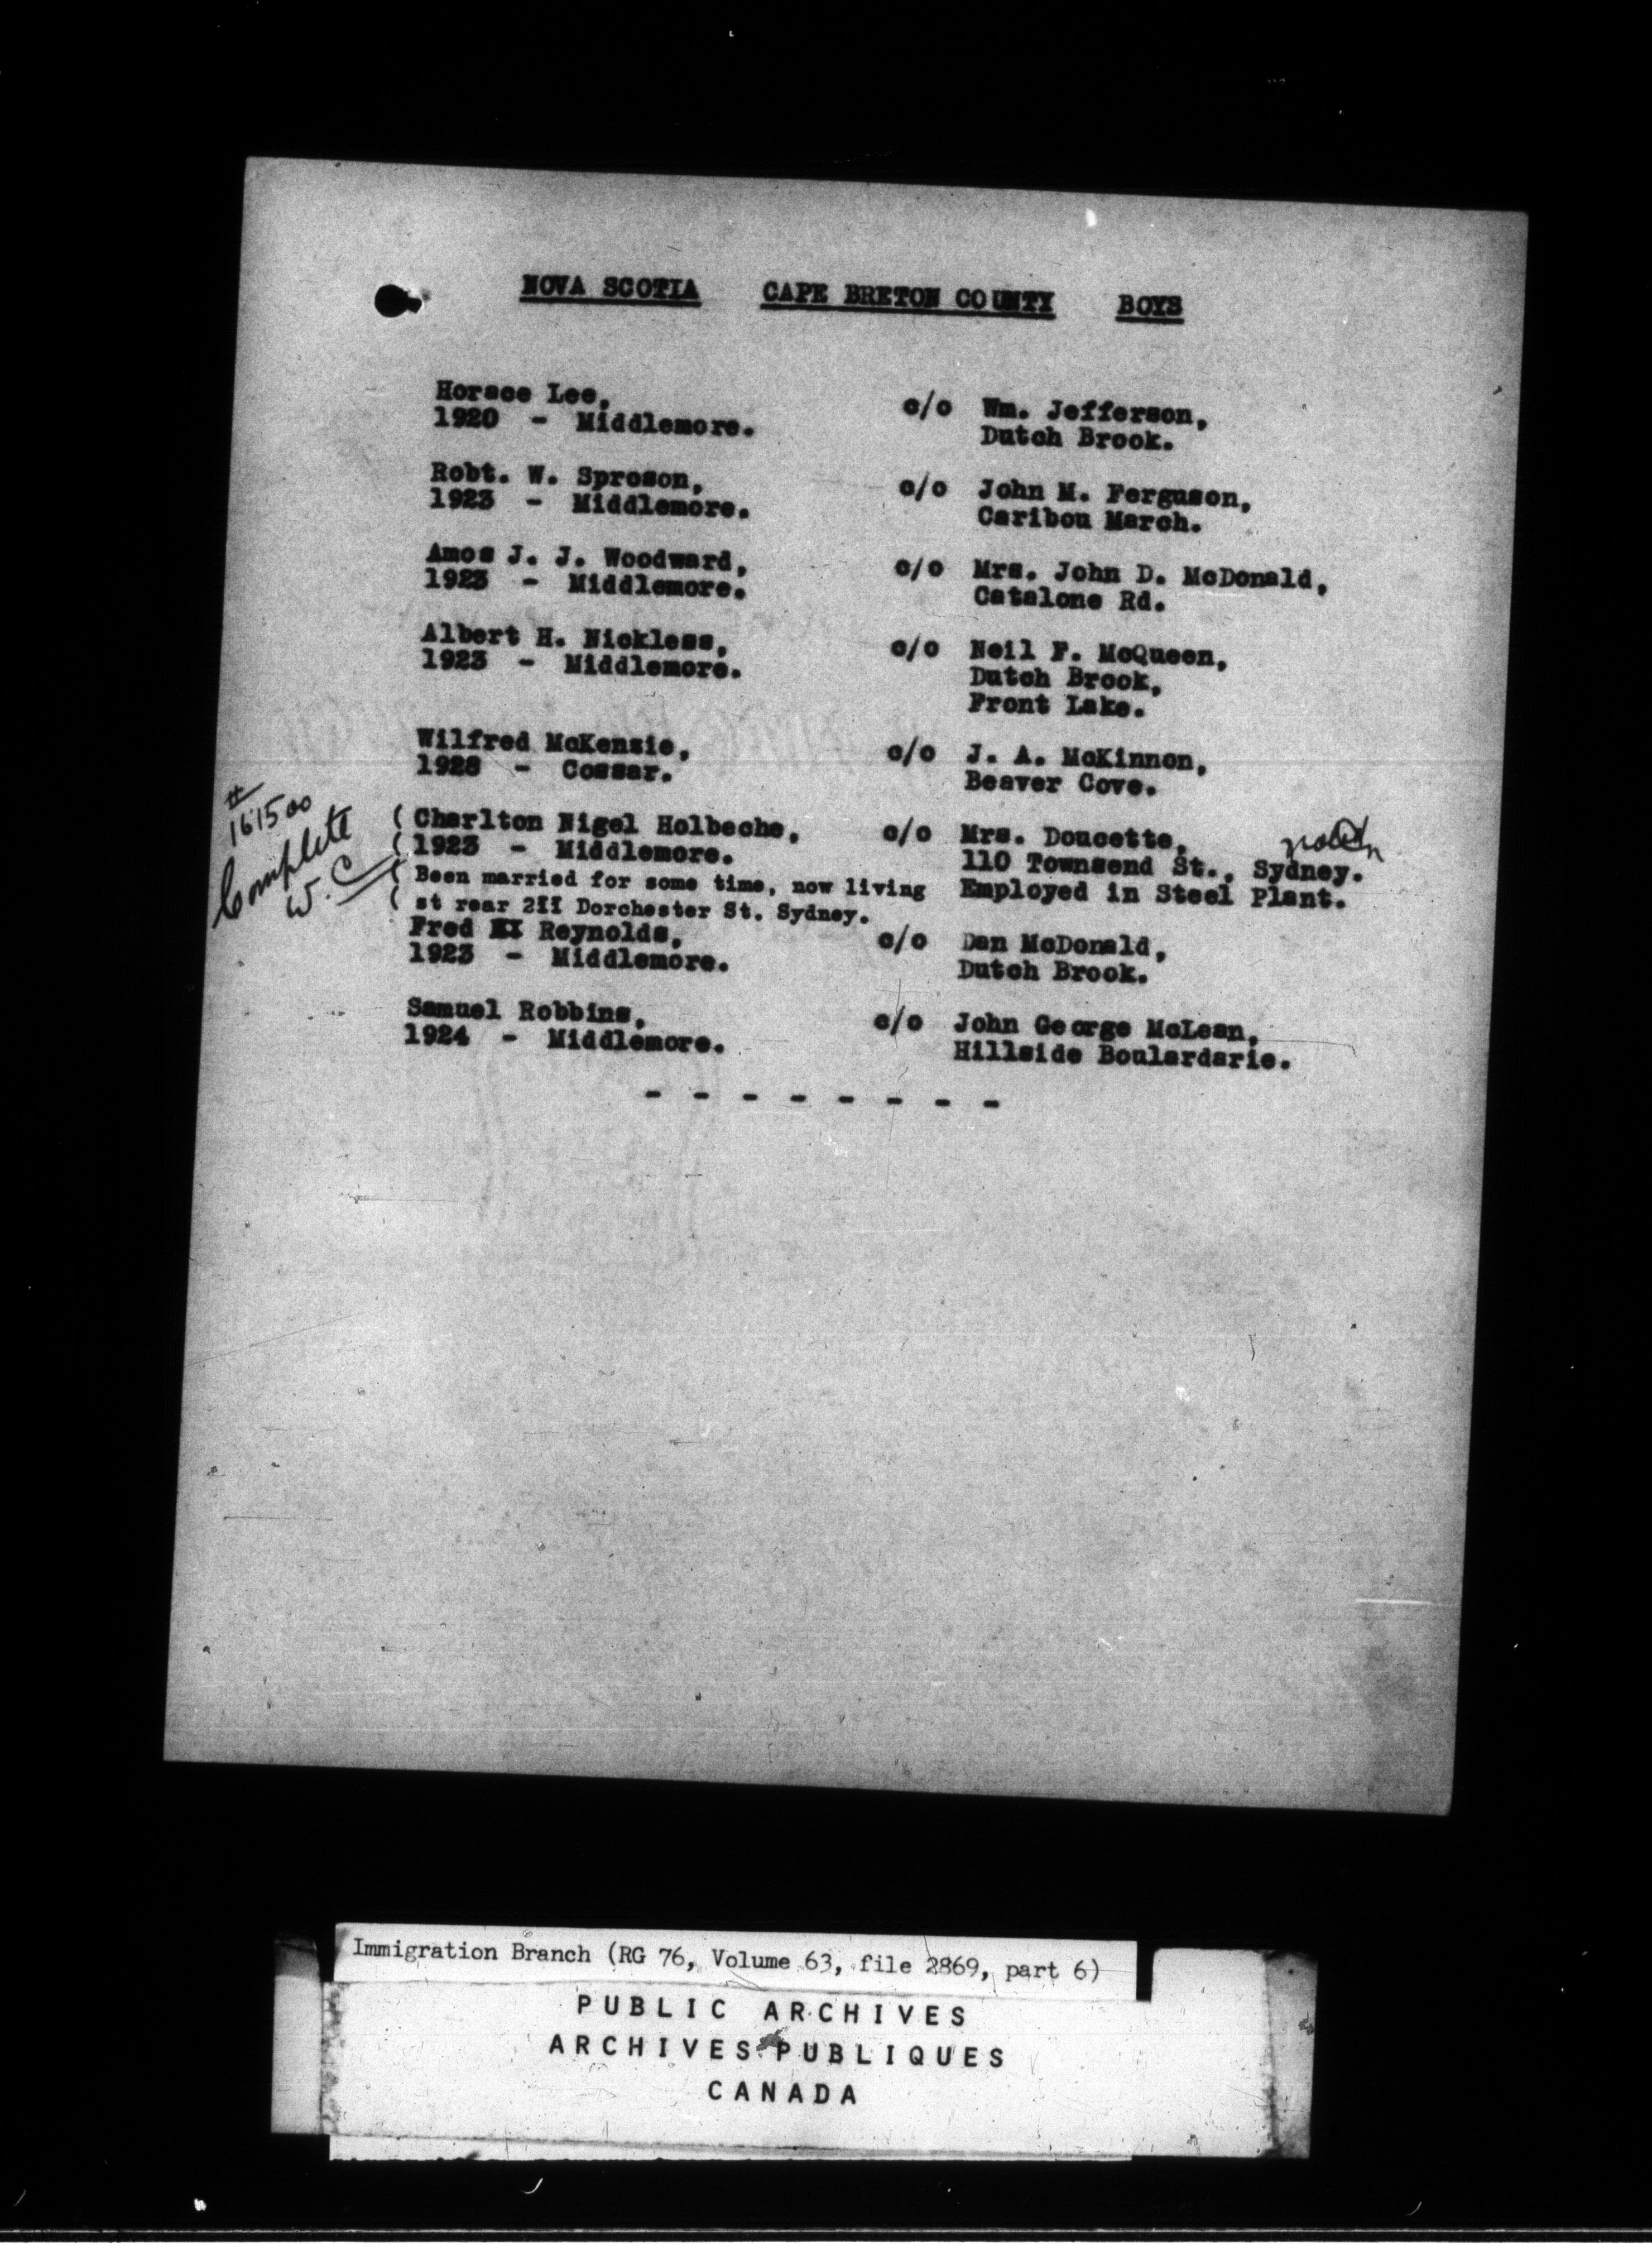 NOVA SCOTIA CAPE BRETON COUNTY BOYS
Horace Lee, c/o Wm. Jefferson,
1920 - Middlemore. Dutch Brook.
Robt. W. Sproson, c/o John M. Ferguson,
1923 - Middlemore. Caribou March.
Amos J. J. Woodward, c/o Mrs. John D. McDonald,
1923 - Middlemore. Catalone Rd.
Albert H. Nickless, c/o Neil F. McQueen,
1923 - Middlemore. Dutch Brook,
Front Lake.
Wilfred McKenzie, c/o J. A. McKinnon,
1928 - Cossar. Beaver Cove.
#
161500
Complete
W. C
(Charlton Nigel Holbeche, c/o Mrs. Doucette,
(1923 - Middlemore. 110 Townsend St., Sydney.
(Been married for some time, now living Employed in Steel Plant.
(at rear 211 Dorchester St. Sydney.
Fred Reynolds, c/o Dan McDonald,
1923 - Middlemore. Dutch Brook.
Samuel Robbins, c/o John George McLean,
1924 - Middlemore. Hillside Boulardarie.
- - - - - - - -
Immigration Branch (RG 76, Volume 63, file 2869, part 6)
PUBLIC ARCHIVES
ARCHIVES PUBLIQUES
CANADA